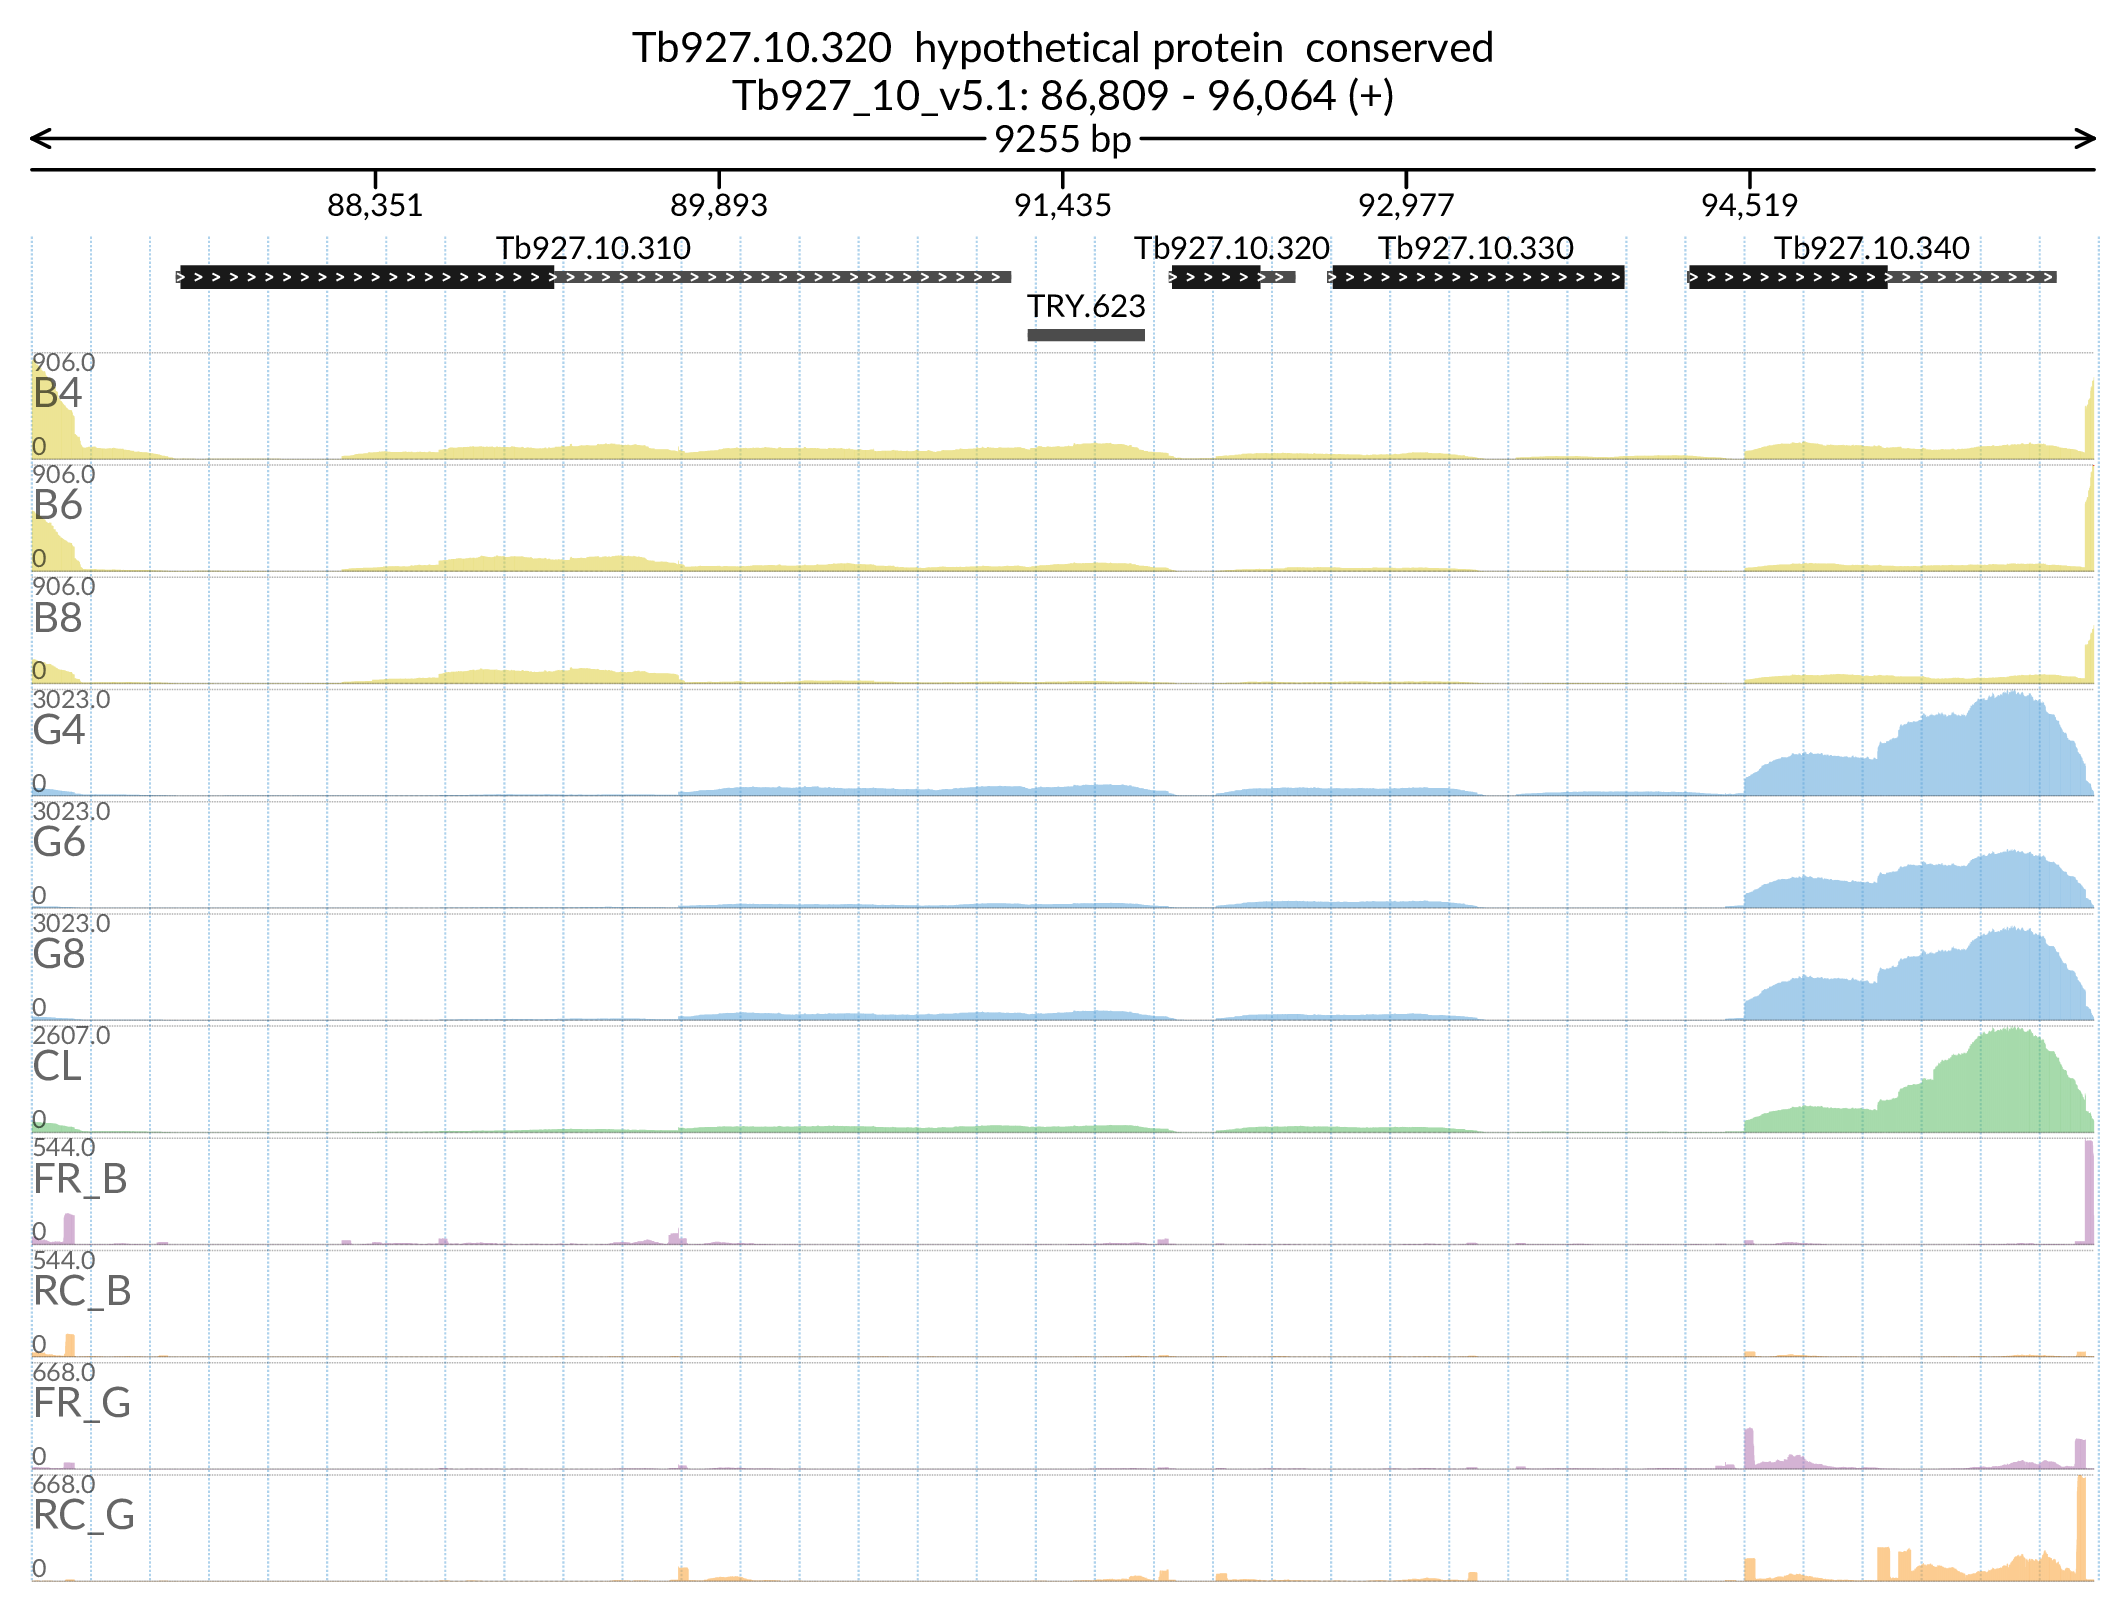 Tb927.10.320  hypothetical protein  conserved
Tb927_10_v5.1: 86,809 - 96,064 (+)
9255 bp
88,351 89,893 91,435 92,977 94,519
Tb927.10.310 Tb927.10.320 Tb927.10.330 Tb927.10.340
TRY.623
906.0
B4
0
906.0
B6
0
906.0
B8
0
3023.0
G4
0
3023.0
G6
0
3023.0
G8
0
2607.0
CL
0
544.0
FR_B
0
544.0
RC_B
0
668.0
FR_G
0
668.0
RC_G
0